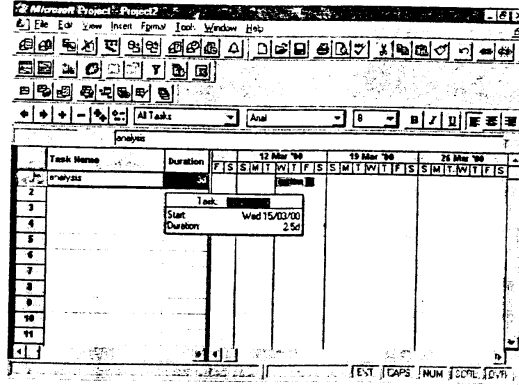 Microsoft Project - Project2
File Edit View Insert Format Tools Window Help
All Tasks Arial 8 B I U
analysis
Task Name Duration 12 Mar '00 19 Mar '00 26 Mar '00
F S S M T W T F S S M T W T F S S M T W T F S
analysis 3d
2
3
Task:
Start: Wed 15/03/00
4
Duration: 2.5d
5
6
7
8
9
10
11
EXT CAPS NUM SCRL OVR